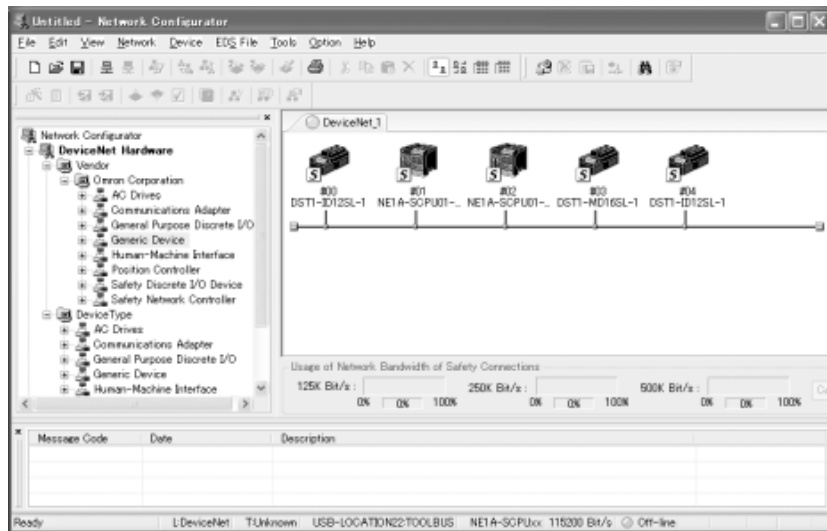 Untitled - Network Configurator
File Edit View Network Device EDS File Tools Option Help
Network Configurator
DeviceNet Hardware
Vendor
Omron Corporation
AC Drives
Communications Adapter
General Purpose Discrete I/O
Generic Device
Human-Machine Interface
Position Controller
Safety Discrete I/O Device
Safety Network Controller
DeviceType
AC Drives
Communications Adapter
General Purpose Discrete I/O
Generic Device
Human-Machine Interface
DeviceNet_1
S S S S S
#00 #01 #02 #03 #04
DST1-ID12SL-1 NE1A-SCPU01-... NE1A-SCPU01-... DST1-MD16SL-1 DST1-ID12SL-1
Usage of Network Bandwidth of Safety Connections
125K Bit/s : 250K Bit/s : 500K Bit/s :
0% 0% 100% 0% 0% 100% 0% 0% 100%
Message Code Date Description
Ready L:DeviceNet T:Unknown USB-LOCATION22:TOOLBUS NE1A-SCPUxx 115200 Bit/s Off-line